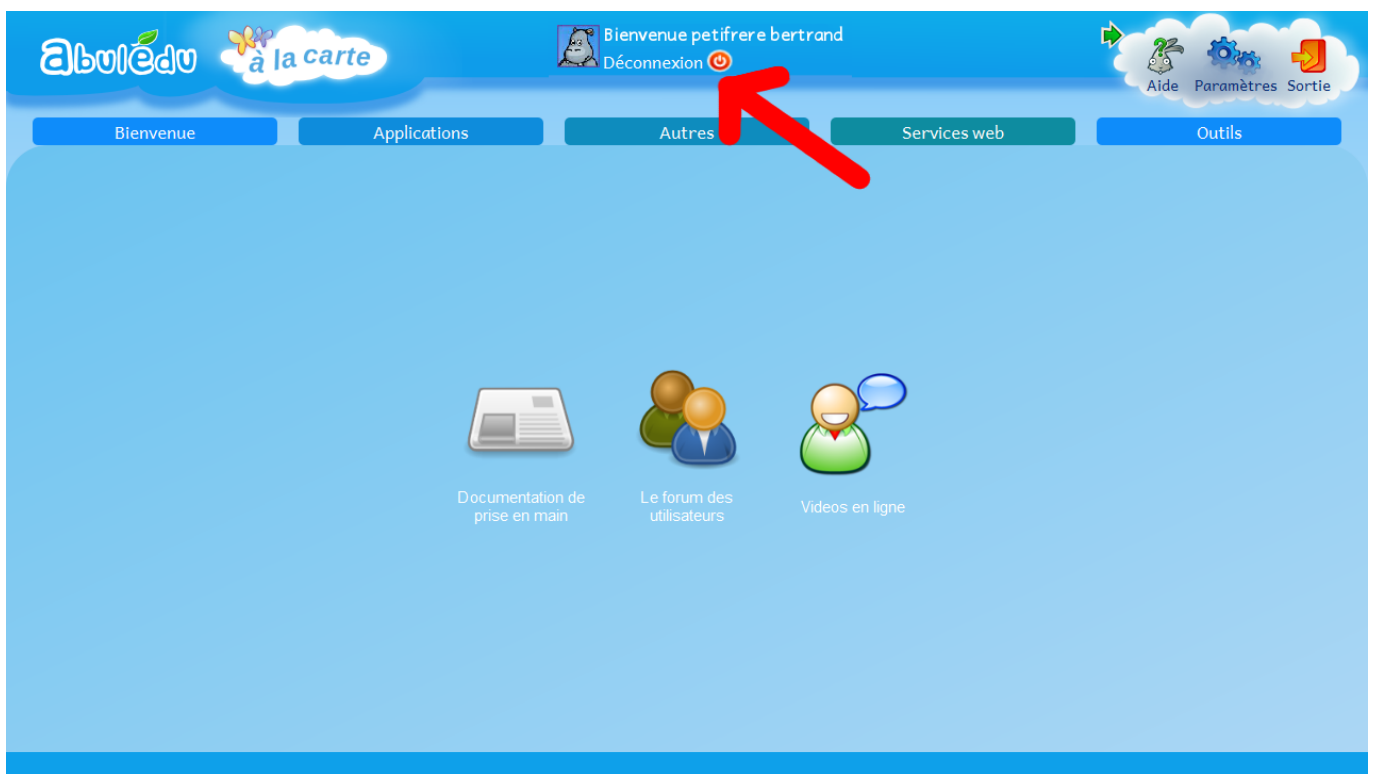 abulédu
à la carte
Bienvenue petifrere bertrand
Déconnexion
Aide Paramètres Sortie
Bienvenue Applications Autres Services web Outils
Documentation de
prise en main
Le forum des
utilisateurs
Videos en ligne